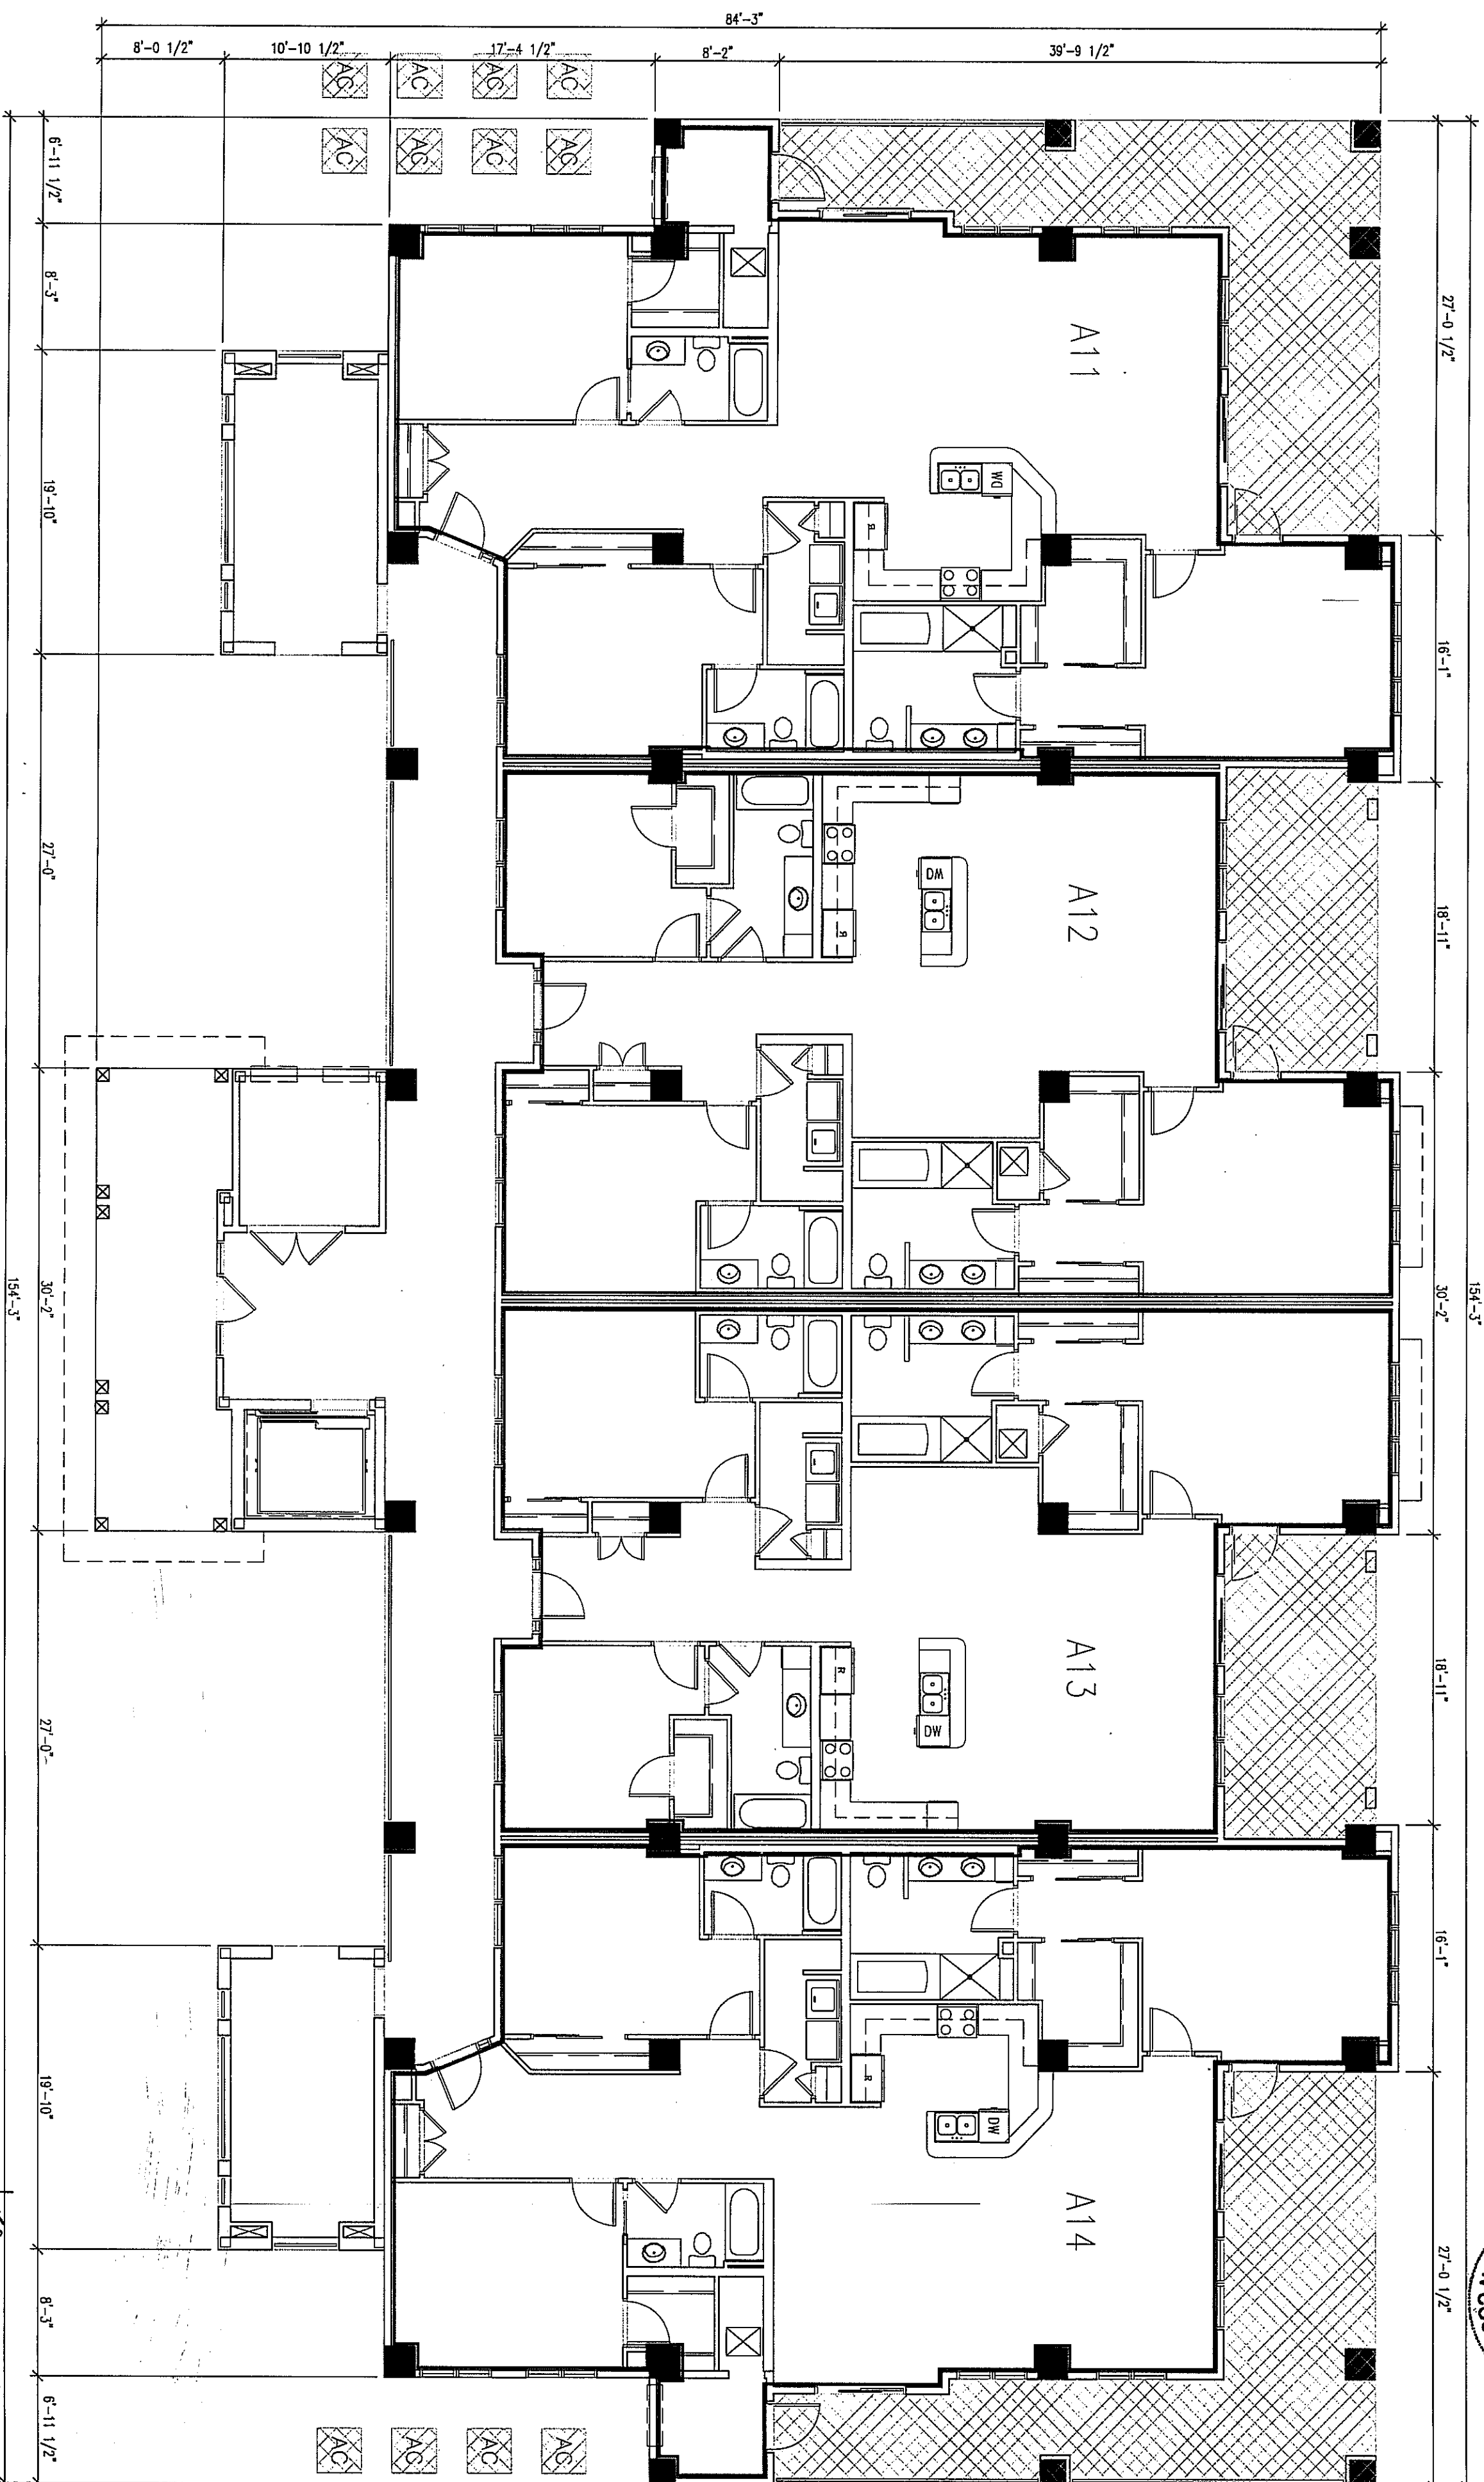 84'-3"
8'-0 1/2"
10'-10 1/2"
17'-4 1/2"
8'-2"
39'-9 1/2"
AC
AC
AC
AC
AC
AC
AC
AC
6'-11 1/2"
8'-3"
19'-10"
27'-0"
30'-2"
27'-0"
19'-10"
8'-3"
6'-11 1/2"
154'-3"
27'-0 1/2"
16'-1"
18'-11"
30'-2"
18'-11"
16'-1"
27'-0 1/2"
154'-3"
A11
DW
R
A12
DW
R
A13
R
DW
A14
DW
R
AC
AC
AC
AC